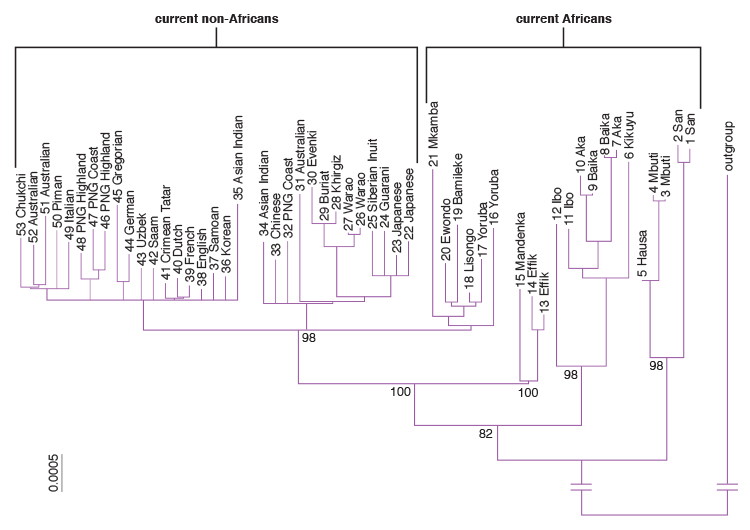 current non-Africans
current Africans
53 Chukchi
52 Australian
51 Australian
50 Piman
49 Italian
48 PNG Highland
47 PNG Coast
46 PNG Highland
45 Gregorian
44 German
43 Uzbek
42 Saam
41 Crimean Tatar
40 Dutch
39 French
38 English
37 Samoan
36 Korean
35 Asian Indian
34 Asian Indian
33 Chinese
32 PNG Coast
31 Australian
30 Evenki
29 Buriat
28 Khirgiz
27 Warao
26 Warao
25 Siberian Inuit
24 Guarani
23 Japanese
22 Japanese
21 Mkamba
20 Ewondo
19 Bamileke
18 Lisongo
17 Yoruba
16 Yoruba
15 Mandenka
14 Effik
13 Effik
12 Ibo
11 Ibo
10 Aka
9 Baika
8 Baika
7 Aka
6 Kikuyu
5 Hausa
4 Mbuti
3 Mbuti
2 San
1 San
outgroup
98
100
100
98
98
82
0.0005